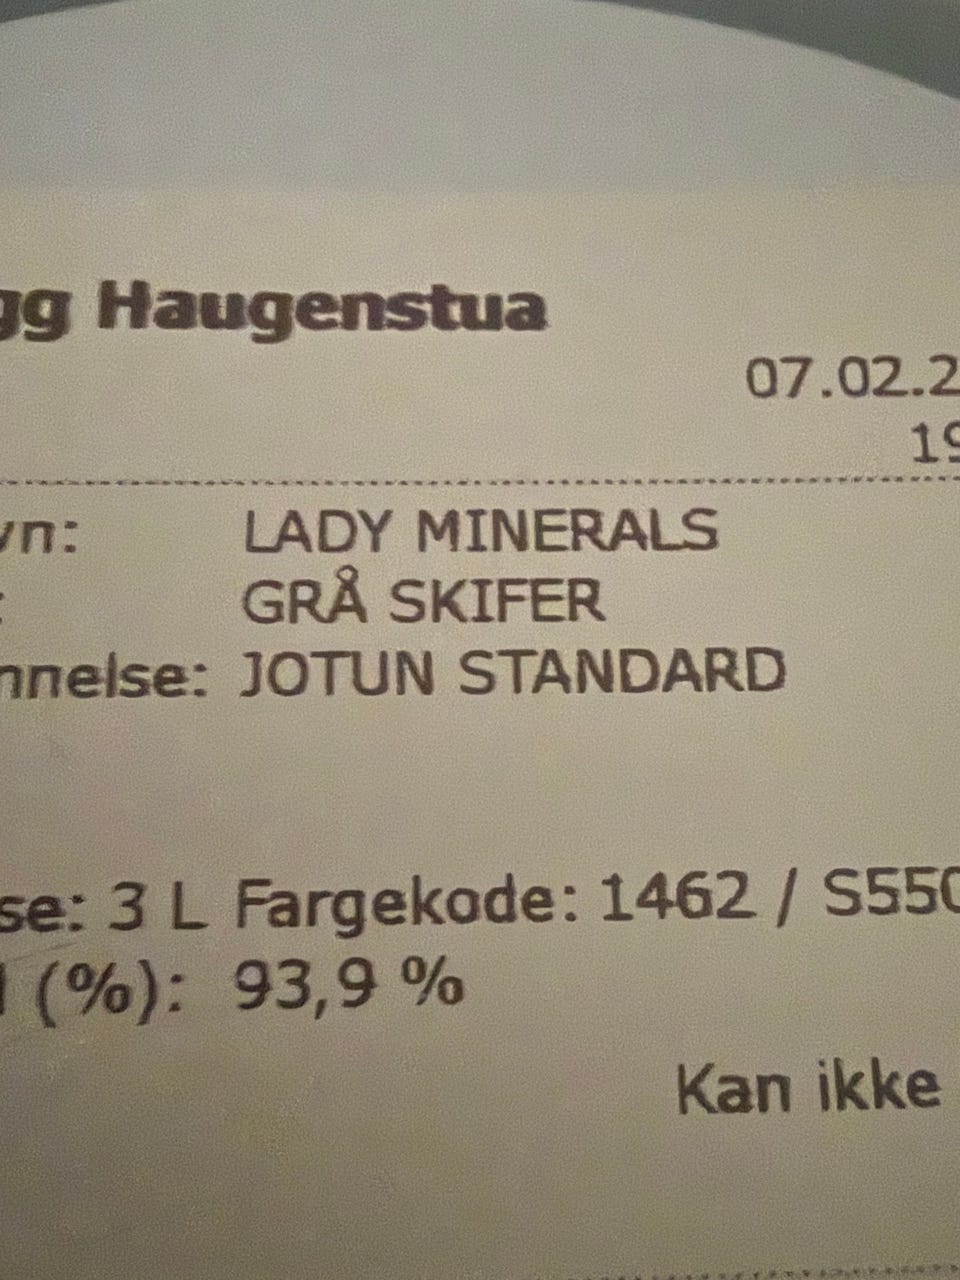 gg Haugenstua
07.02.2
19
vn: LADY MINERALS
: GRÅ SKIFER
nnelse: JOTUN STANDARD
se: 3 L Fargekode: 1462 / S550
l (%): 93,9 %
Kan ikke